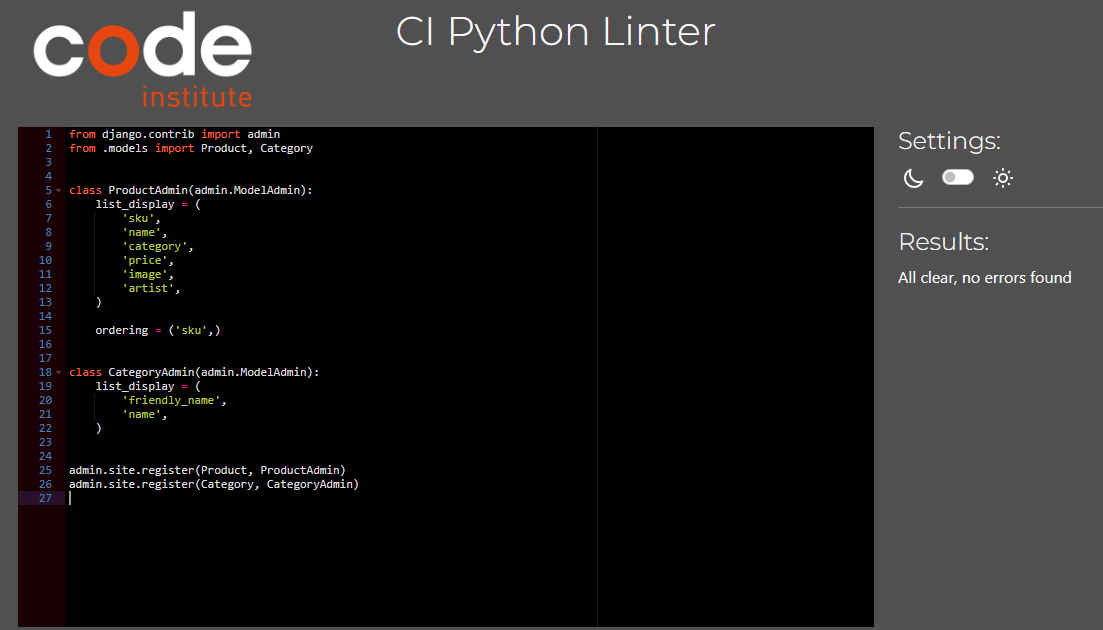 code
institute
CI Python Linter
1 from django.contrib import admin
2 from .models import Product, Category
3
4
5 class ProductAdmin(admin.ModelAdmin):
6     list_display = (
7         'sku',
8         'name',
9         'category',
10         'price',
11         'image',
12         'artist',
13     )
14
15     ordering = ('sku',)
16
17
18 class CategoryAdmin(admin.ModelAdmin):
19     list_display = (
20         'friendly_name',
21         'name',
22     )
23
24
25 admin.site.register(Product, ProductAdmin)
26 admin.site.register(Category, CategoryAdmin)
27
Settings:
Results:
All clear, no errors found